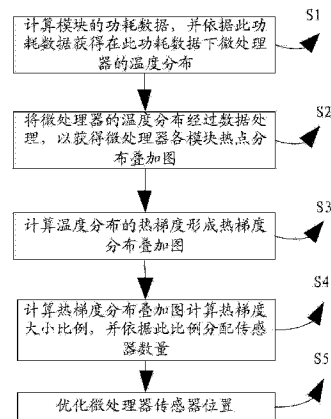 计算模块的功耗数据，并依据此功
耗数据获得在此功耗数据下微处理
器的温度分布
S1
将微处理器的温度分布经过数据处
理，以获得微处理器各模块热点分
布叠加图
S2
计算温度分布的热梯度形成热梯度
分布叠加图
S3
计算热梯度分布叠加图计算热梯度
大小比例，并依据此比例分配传感
器数量
S4
优化微处理器传感器位置
S5